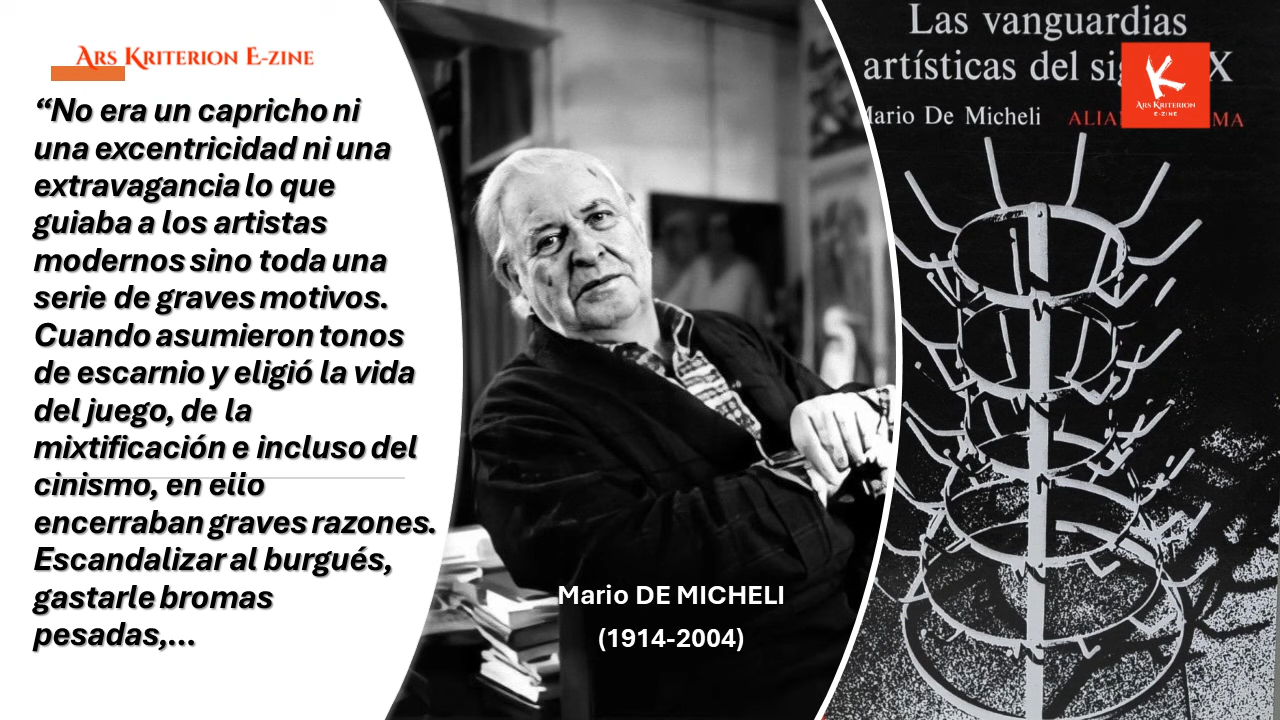 Ars Kriterion E-zine
“No era un capricho ni
una excentricidad ni una
extravagancia lo que
guiaba a los artistas
modernos sino toda una
serie de graves motivos.
Cuando asumieron tonos
de escarnio y eligió la vida
del juego, de la
mixtificación e incluso del
cinismo, en ello
encerraban graves razones.
Escandalizar al burgués,
gastarle bromas
pesadas,...
Mario DE MICHELI
(1914-2004)
Las vanguardias
artísticas del X
Mario De Micheli
Ars Kriterion
E-zine